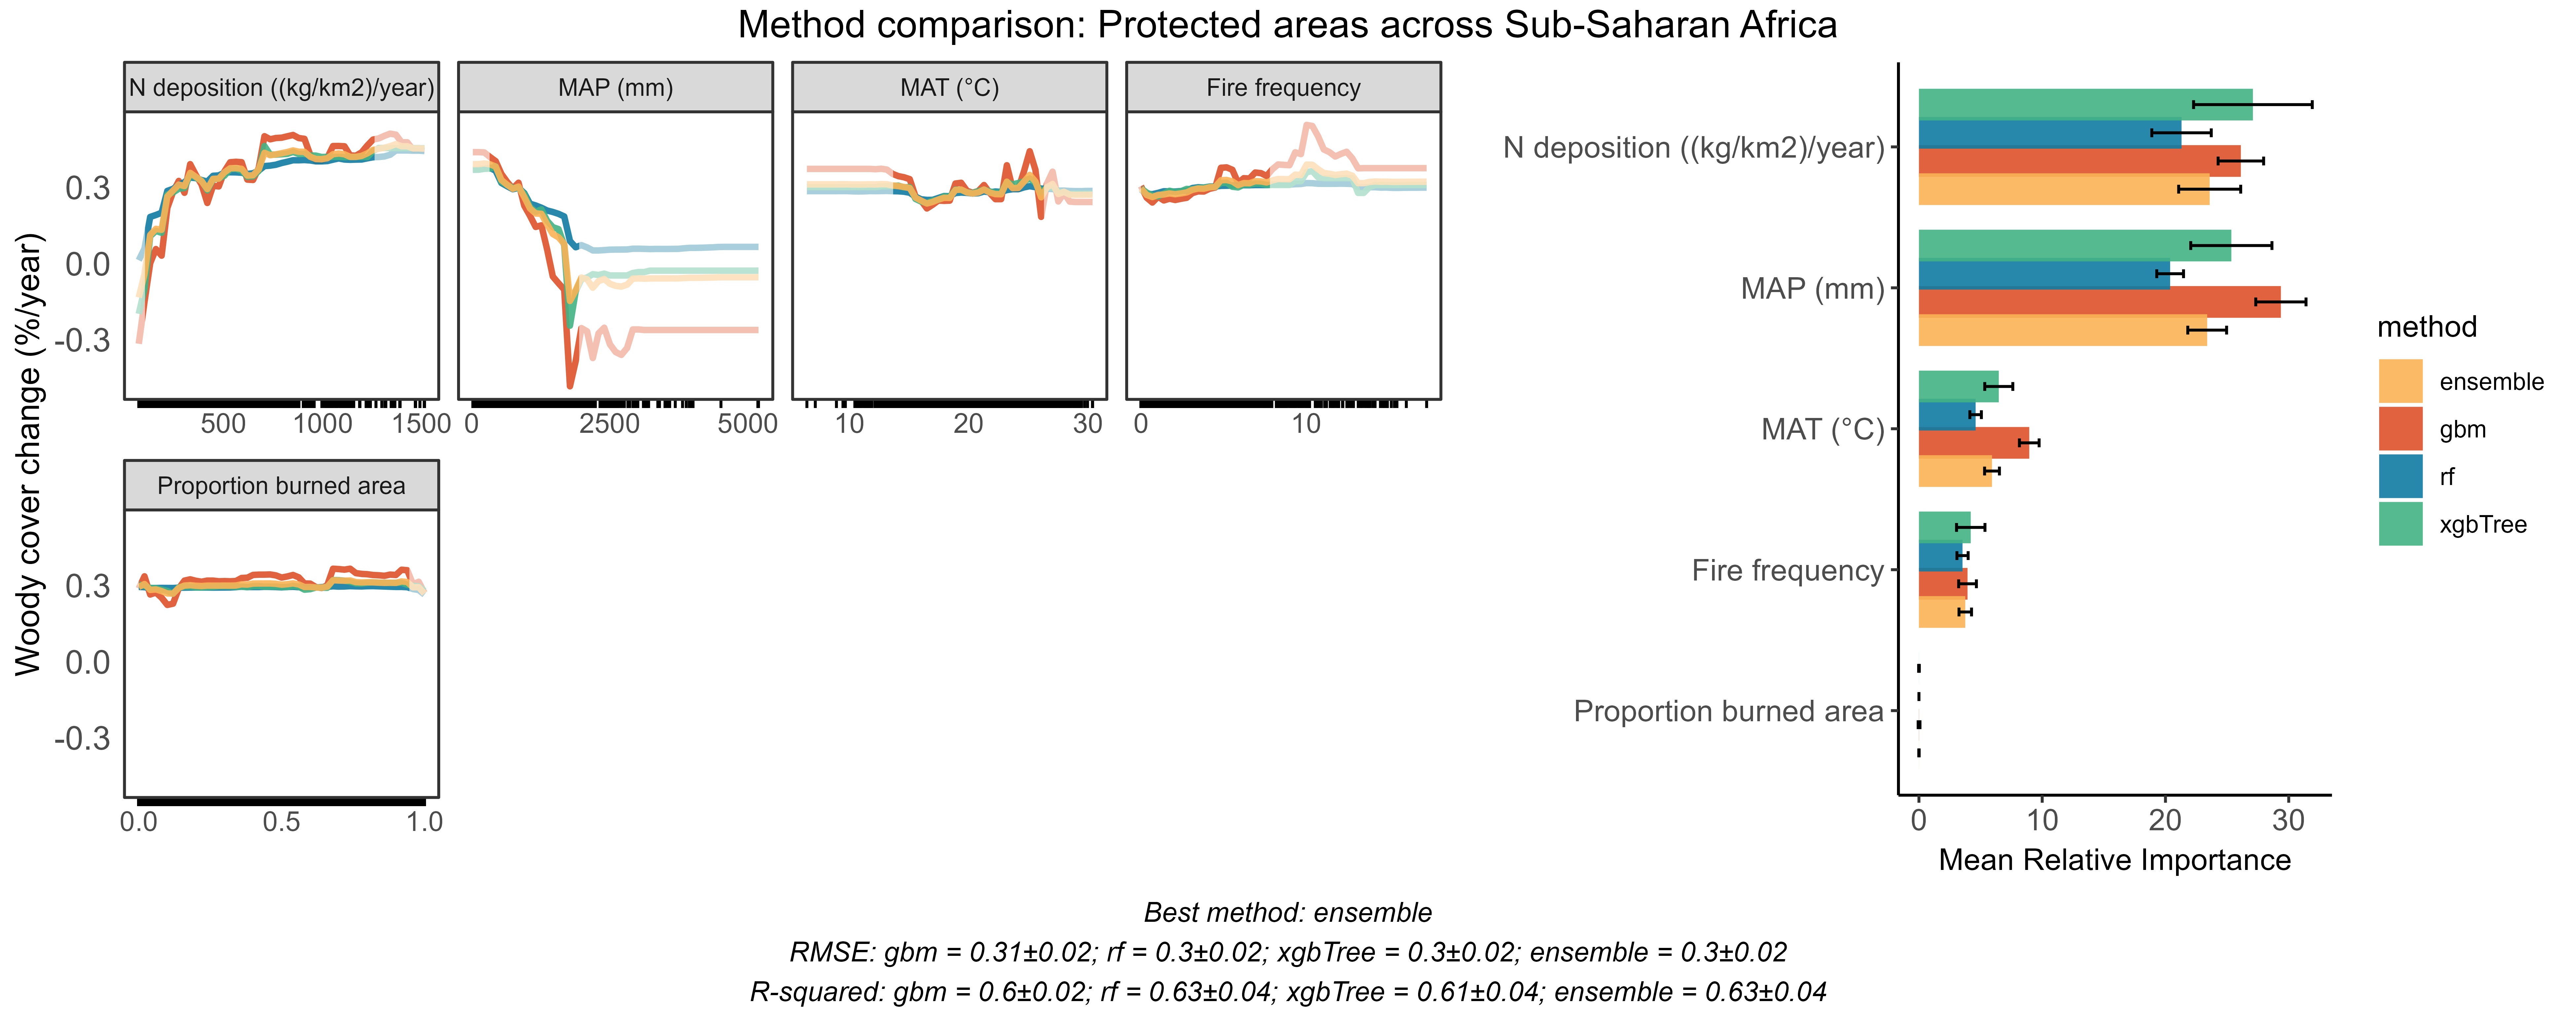 Method comparison: Protected areas across Sub-Saharan Africa
N deposition ((kg/km2)/year)
MAP (mm)
MAT (°C)
Fire frequency
Woody cover change (%/year)
0.3
0.0
-0.3
500 1000 1500
0 2500 5000
10 20 30
0 10
Proportion burned area
0.3
0.0
-0.3
0.0 0.5 1.0
N deposition ((kg/km2)/year)
MAP (mm)
MAT (°C)
Fire frequency
Proportion burned area
0 10 20 30
Mean Relative Importance
method
ensemble
gbm
rf
xgbTree
Best method: ensemble
RMSE: gbm = 0.31±0.02; rf = 0.3±0.02; xgbTree = 0.3±0.02; ensemble = 0.3±0.02
R-squared: gbm = 0.6±0.02; rf = 0.63±0.04; xgbTree = 0.61±0.04; ensemble = 0.63±0.04